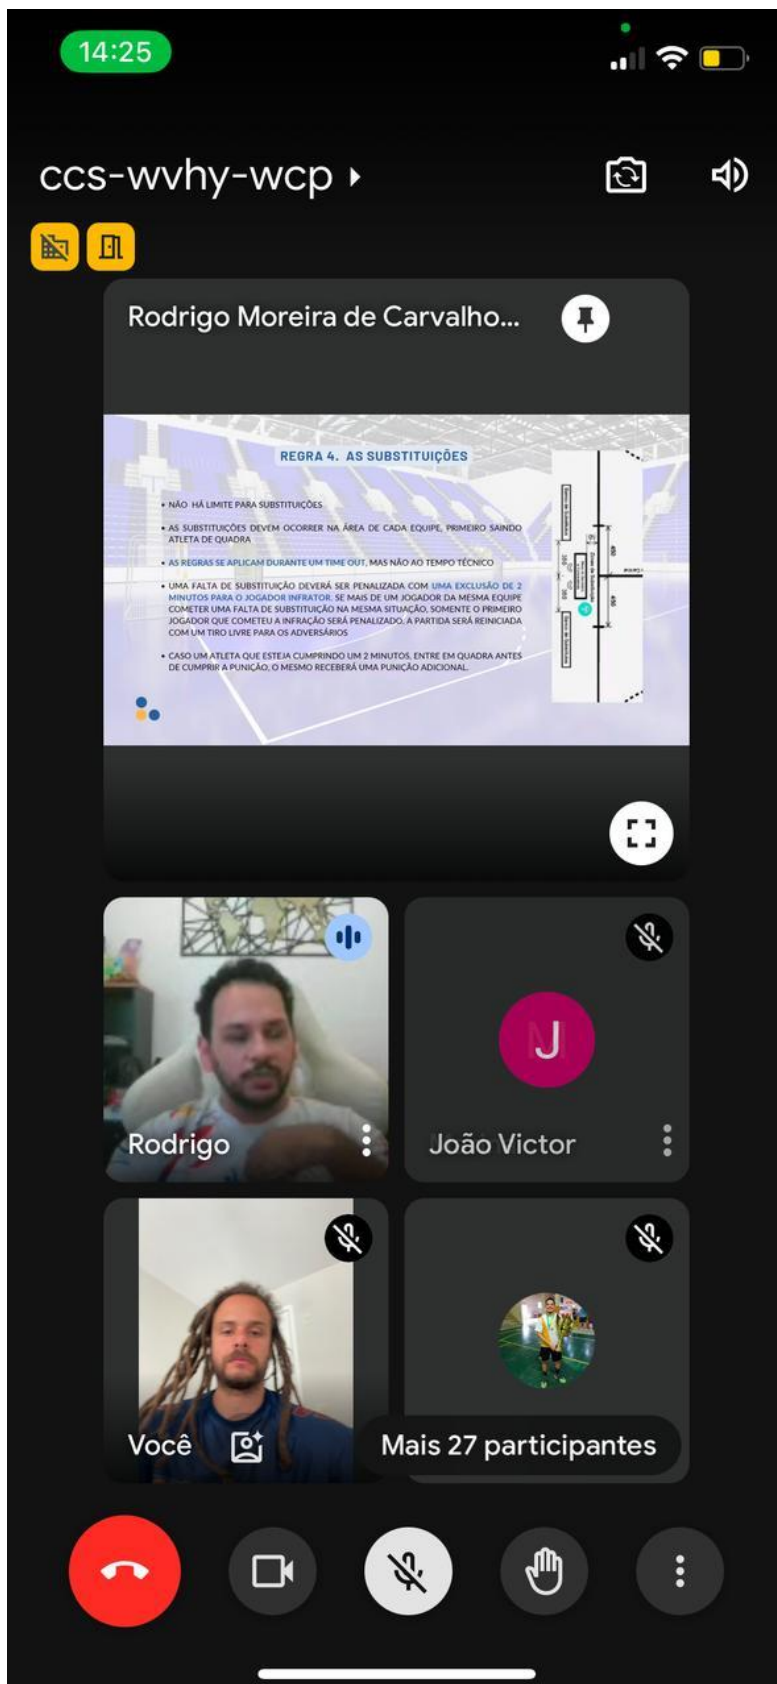 14:25
ccs-wvhy-wcp
Rodrigo Moreira de Carvalho...
REGRA 4. AS SUBSTITUIÇÕES
• NÃO HÁ LIMITE PARA SUBSTITUIÇÕES
• AS SUBSTITUIÇÕES DEVEM OCORRER NA ÁREA DE CADA EQUIPE, PRIMEIRO SAINDO
ATLETA DE QUADRA
• AS REGRAS SE APLICAM DURANTE UM TIME OUT, MAS NÃO AO TEMPO TÉCNICO
• UMA FALTA DE SUBSTITUIÇÃO DEVERÁ SER PENALIZADA COM UMA EXCLUSÃO DE 2
MINUTOS PARA O JOGADOR INFRATOR. SE MAIS DE UM JOGADOR DA MESMA EQUIPE
COMETER UMA FALTA DE SUBSTITUIÇÃO NA MESMA SITUAÇÃO, SOMENTE O PRIMEIRO
JOGADOR QUE COMETEU A INFRAÇÃO SERÁ PENALIZADO. A PARTIDA SERÁ REINICIADA
COM UM TIRO LIVRE PARA OS ADVERSÁRIOS
• CASO UM ATLETA QUE ESTEJA CUMPRINDO UM 2 MINUTOS, ENTRE EM QUADRA ANTES
DE CUMPRIR A PUNIÇÃO, O MESMO RECEBERÁ UMA PUNIÇÃO ADICIONAL.
Rodrigo
J
João Victor
Você
Mais 27 participantes